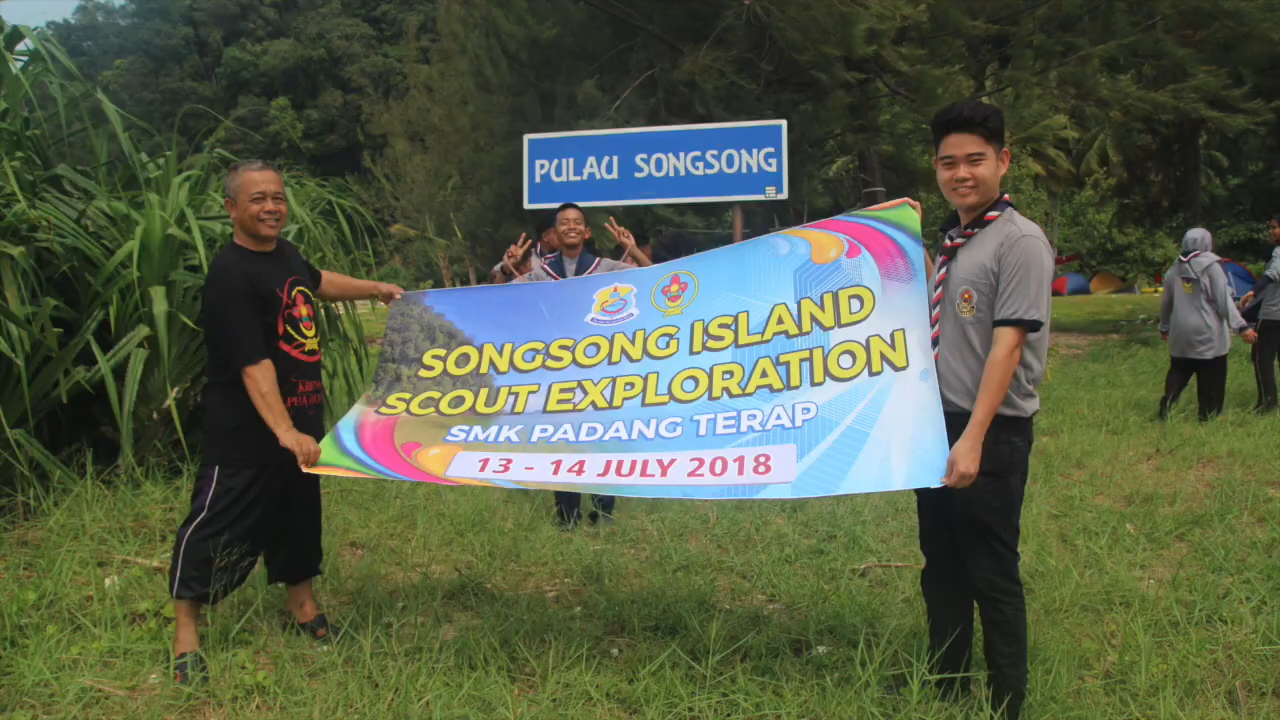 PULAU SONGSONG
SONGSONG ISLAND
SCOUT EXPLORATION
SMK PADANG TERAP
13 - 14 JULY 2018